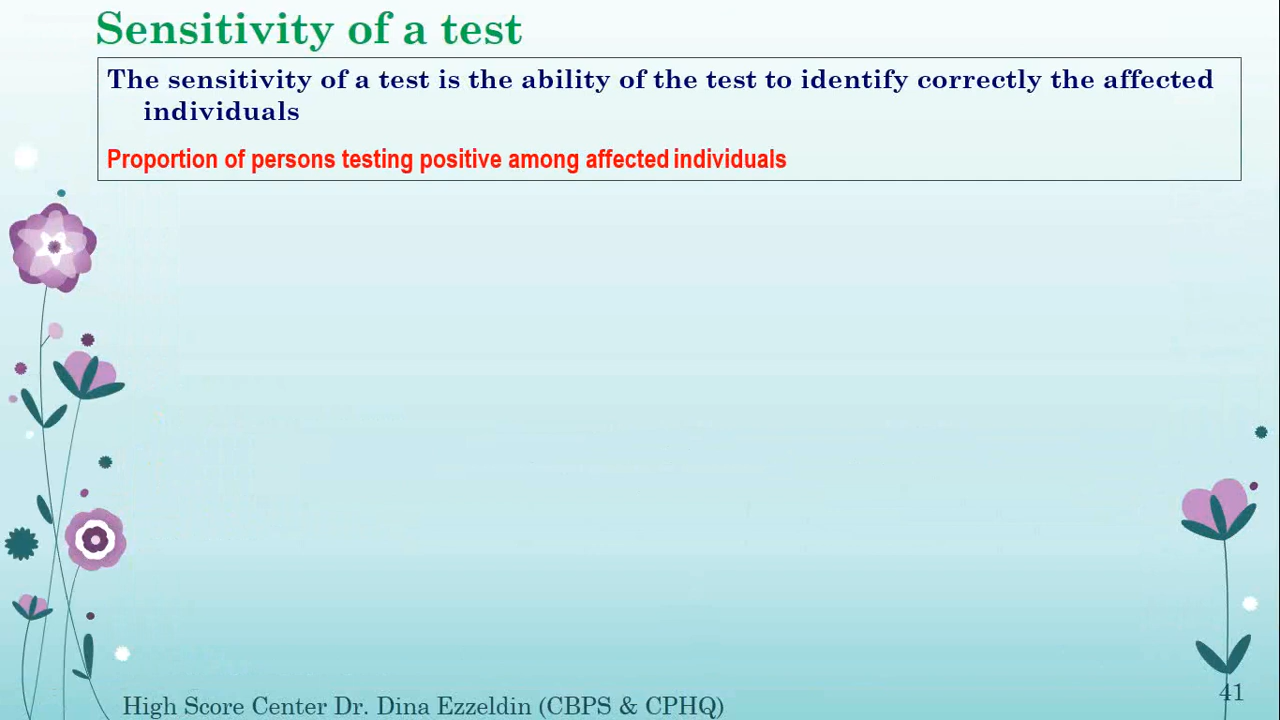 Sensitivity of a test
The sensitivity of a test is the ability of the test to identify correctly the affected
individuals
Proportion of persons testing positive among affected individuals
41
High Score Center Dr. Dina Ezzeldin (CBPS & CPHQ)